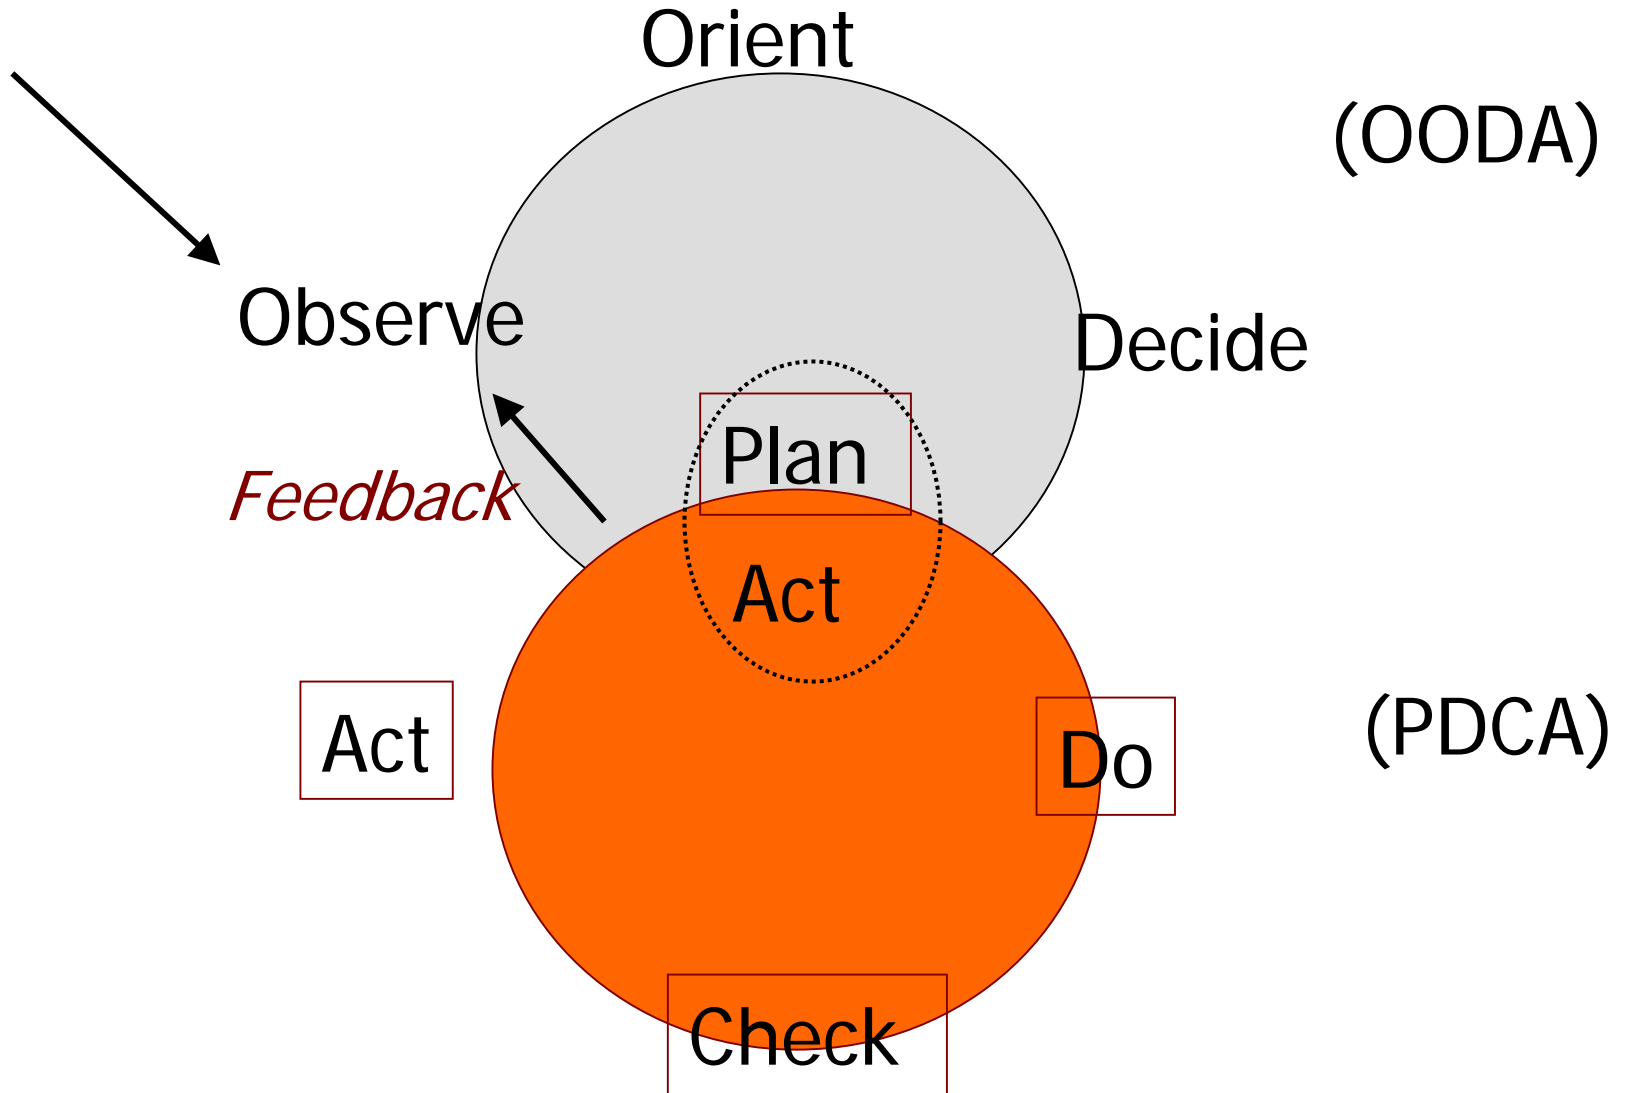 Orient
(OODA)
Observe
Decide
Plan
Feedback
Act
Act
Do
(PDCA)
Check